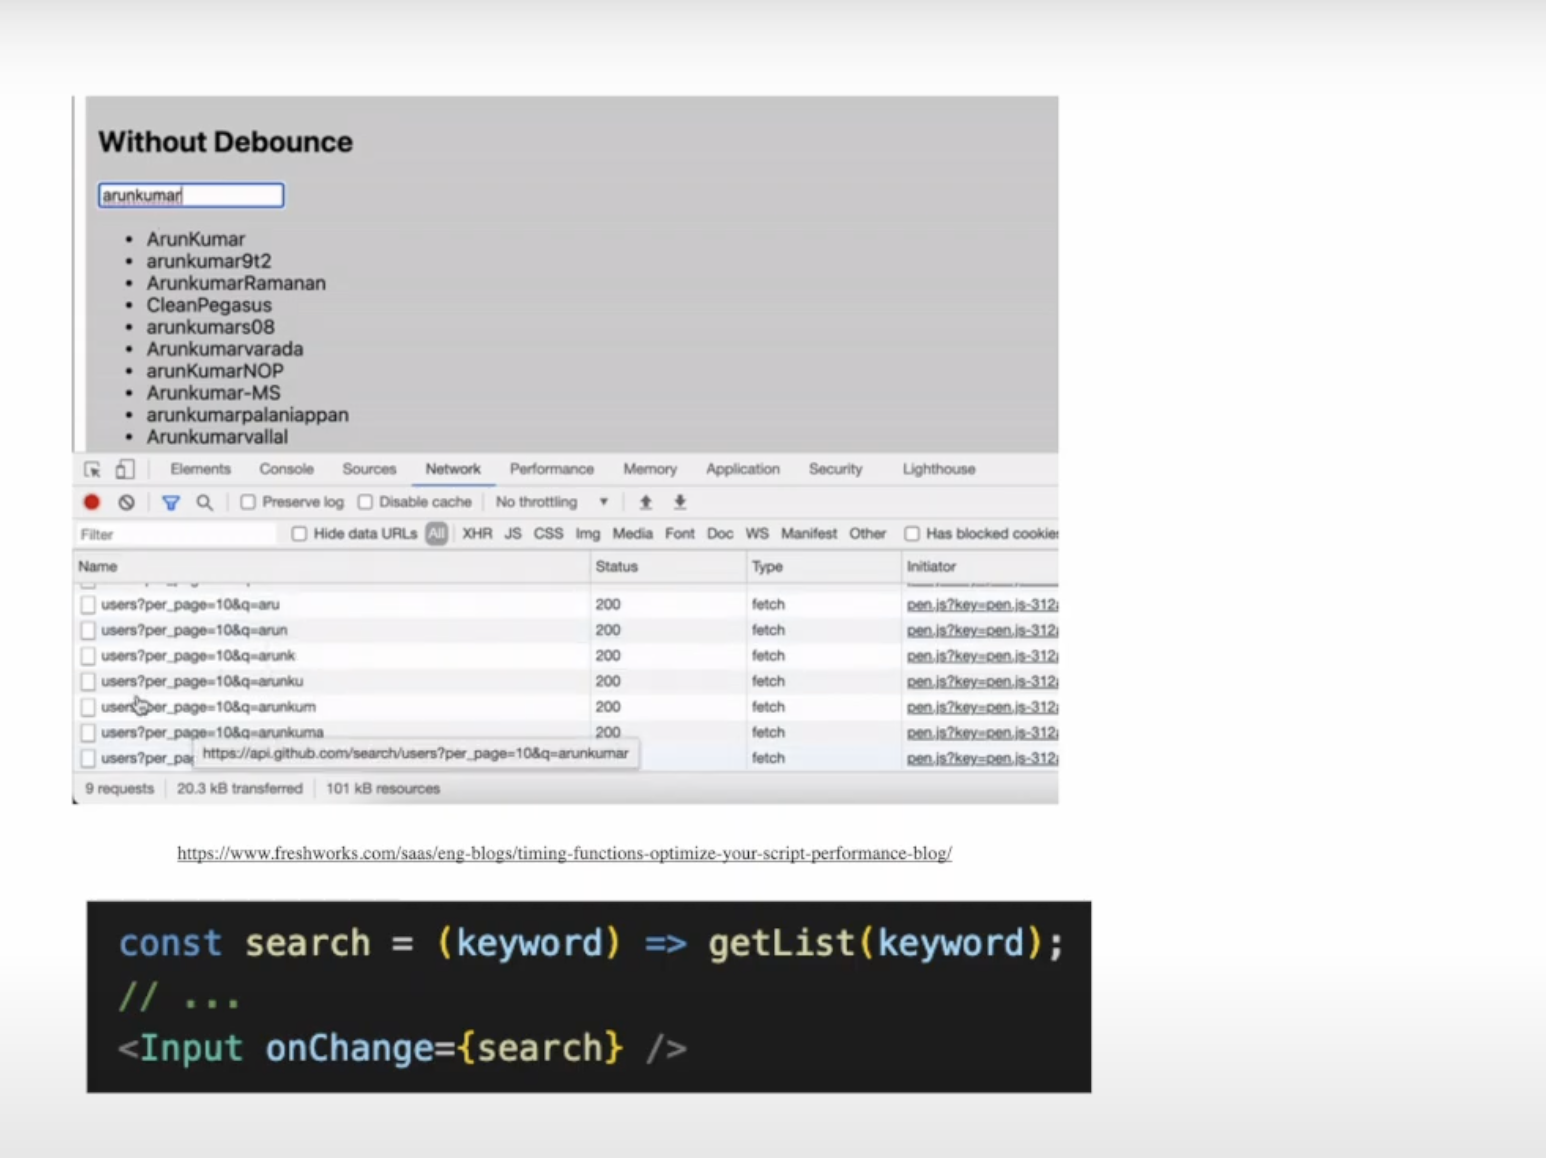 Without Debounce
arunkumar
• ArunKumar
• arunkumar9t2
• ArunkumarRamanan
• CleanPegasus
• arunkumars08
• Arunkumarvarada
• arunKumarNOP
• Arunkumar-MS
• arunkumarpalaniappan
• Arunkumarvallal
Elements Console Sources Network Performance Memory Application Security Lighthouse
Preserve log Disable cache No throttling
Filter Hide data URLs All XHR JS CSS Img Media Font Doc WS Manifest Other Has blocked cookie
Name Status Type Initiator
users?per_page=10&q=aru 200 fetch pen.js?key=pen.js-312
users?per_page=10&q=arun 200 fetch pen.js?key=pen.js-312
users?per_page=10&q=arunk 200 fetch pen.js?key=pen.js-312
users?per_page=10&q=arunku 200 fetch pen.js?key=pen.js-312
users?per_page=10&q=arunkum 200 fetch pen.js?key=pen.js-312
users?per_page=10&q=arunkuma 200 fetch pen.js?key=pen.js-312
users?per_pa https://api.github.com/search/users?per_page=10&q=arunkumar fetch pen.js?key=pen.js-312
9 requests 20.3 kB transferred 101 kB resources
https://www.freshworks.com/saas/eng-blogs/timing-functions-optimize-your-script-performance-blog/
const search = (keyword) => getList(keyword);
// ...
<Input onChange={search} />